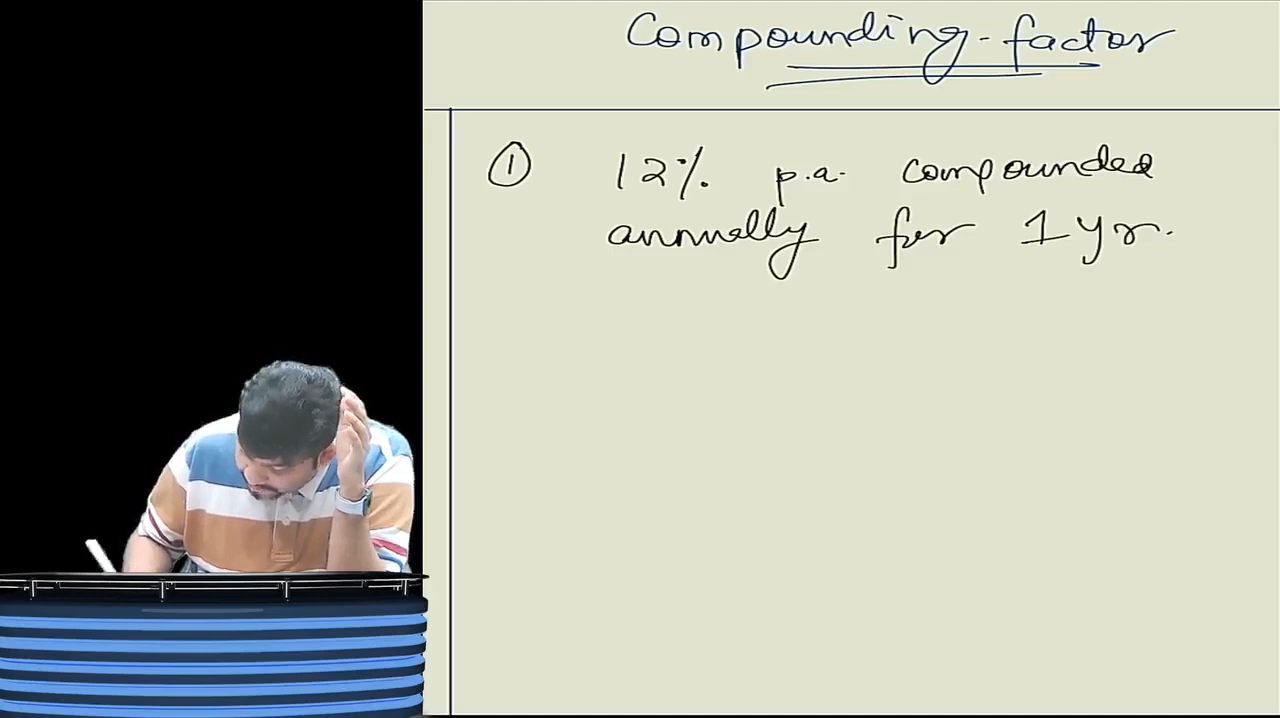 Compounding-factor
① 12% p.a. compounded
annually for 1 yr.